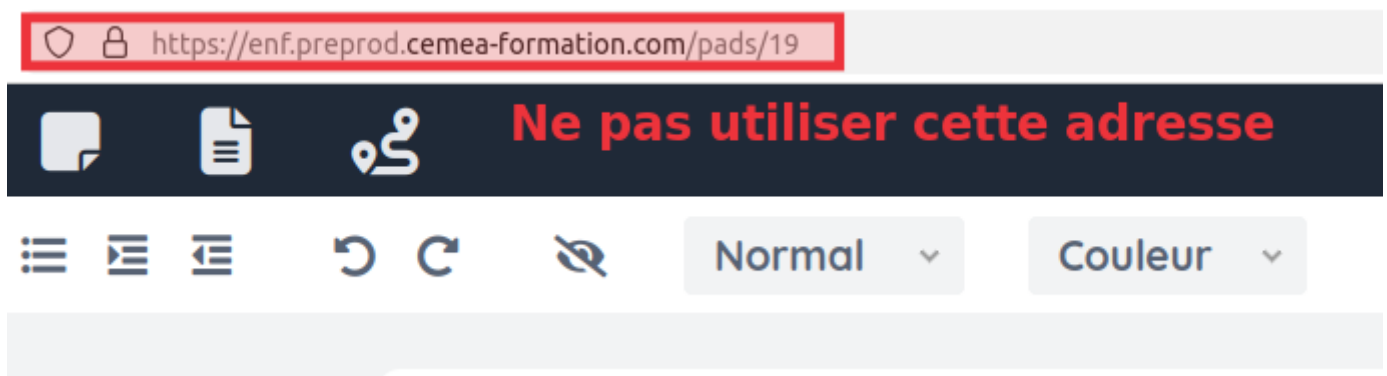 https://enf.preprod.cemea-formation.com/pads/19
Ne pas utiliser cette adresse
Normal Couleur